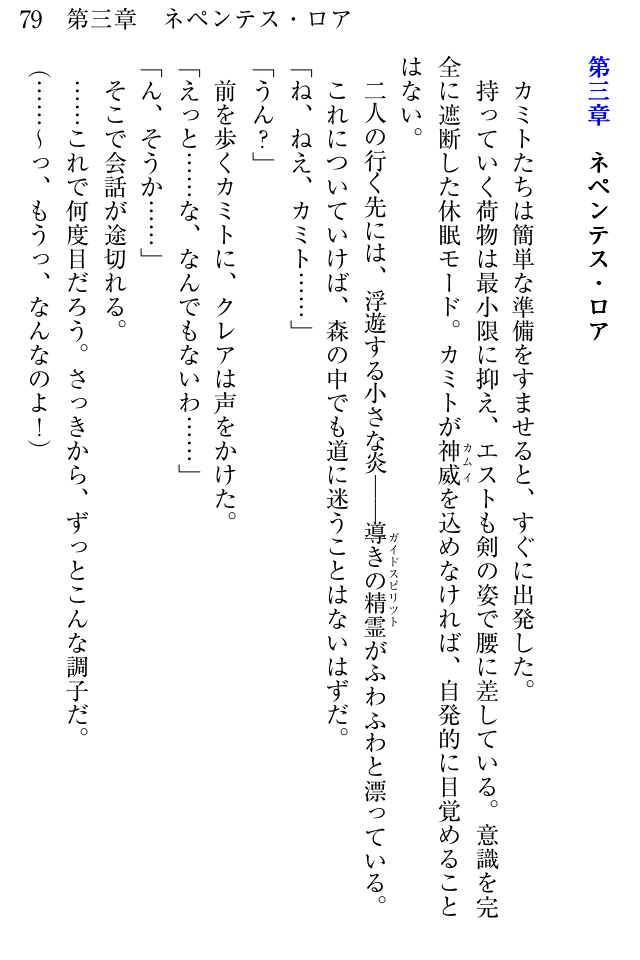 79　第三章　ネペンテス・ロア
第三章　ネペンテス・ロア
　カミトたちは簡単な準備をすませると、すぐに出発した。
　持っていく荷物は最小限に抑え、エストも剣の姿で腰に差している。意識を完
全に遮断した休眠モード。カミトが神威を込めなければ、自発的に目覚めること
カムイ
はない。
　二人の行く先には、浮遊する小さな炎――導きの精霊がふわふわと漂っている。
ガイドスピリット
　これについていけば、森の中でも道に迷うことはないはずだ。
「ね、ねえ、カミト……」
「うん?」
　前を歩くカミトに、クレアは声をかけた。
「えっと……な、なんでもないわ……」
「ん、そうか……」
　そこで会話が途切れる。
　……これで何度目だろう。さっきから、ずっとこんな調子だ。
(……～っ、もうっ、なんなのよ!)